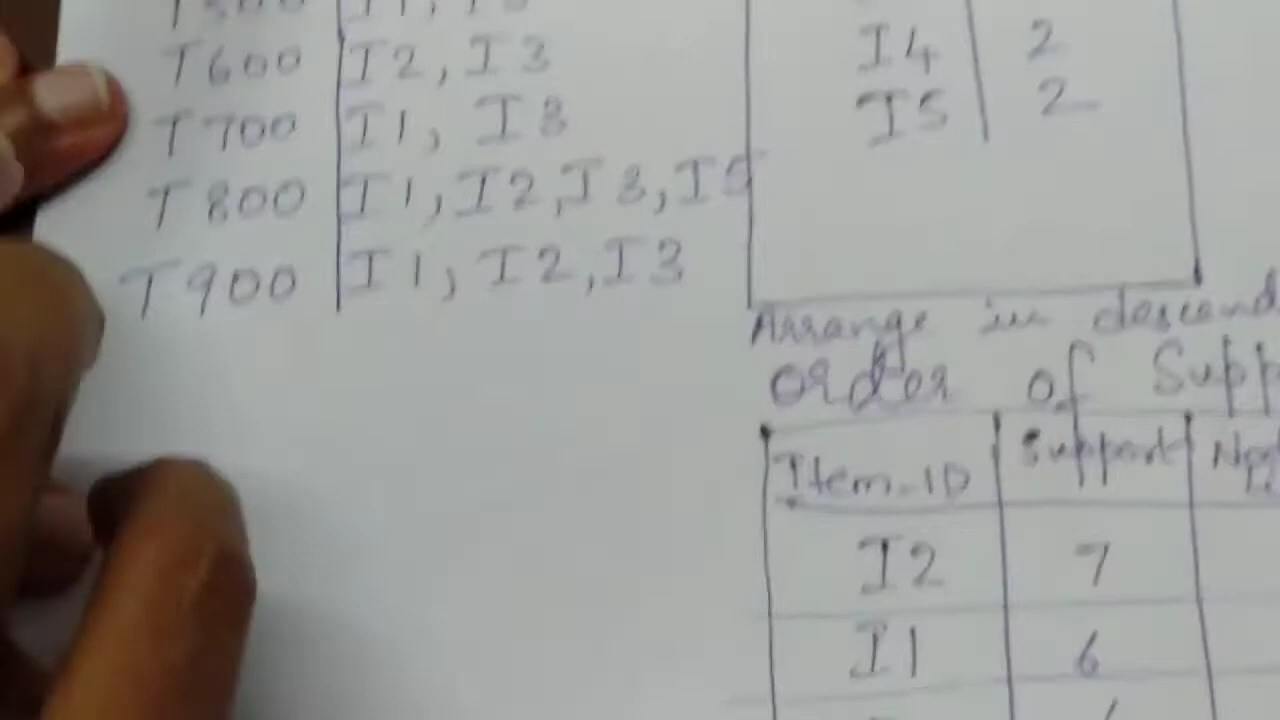 T600 | I2, I3
T700 | I1, I3
T800 | I1, I2, I3, I5
T900 | I1, I2, I3
I4 | 2
I5 | 2
Arrange in descend
order of Supp
Item-ID | Support
I2 | 7
I1 | 6